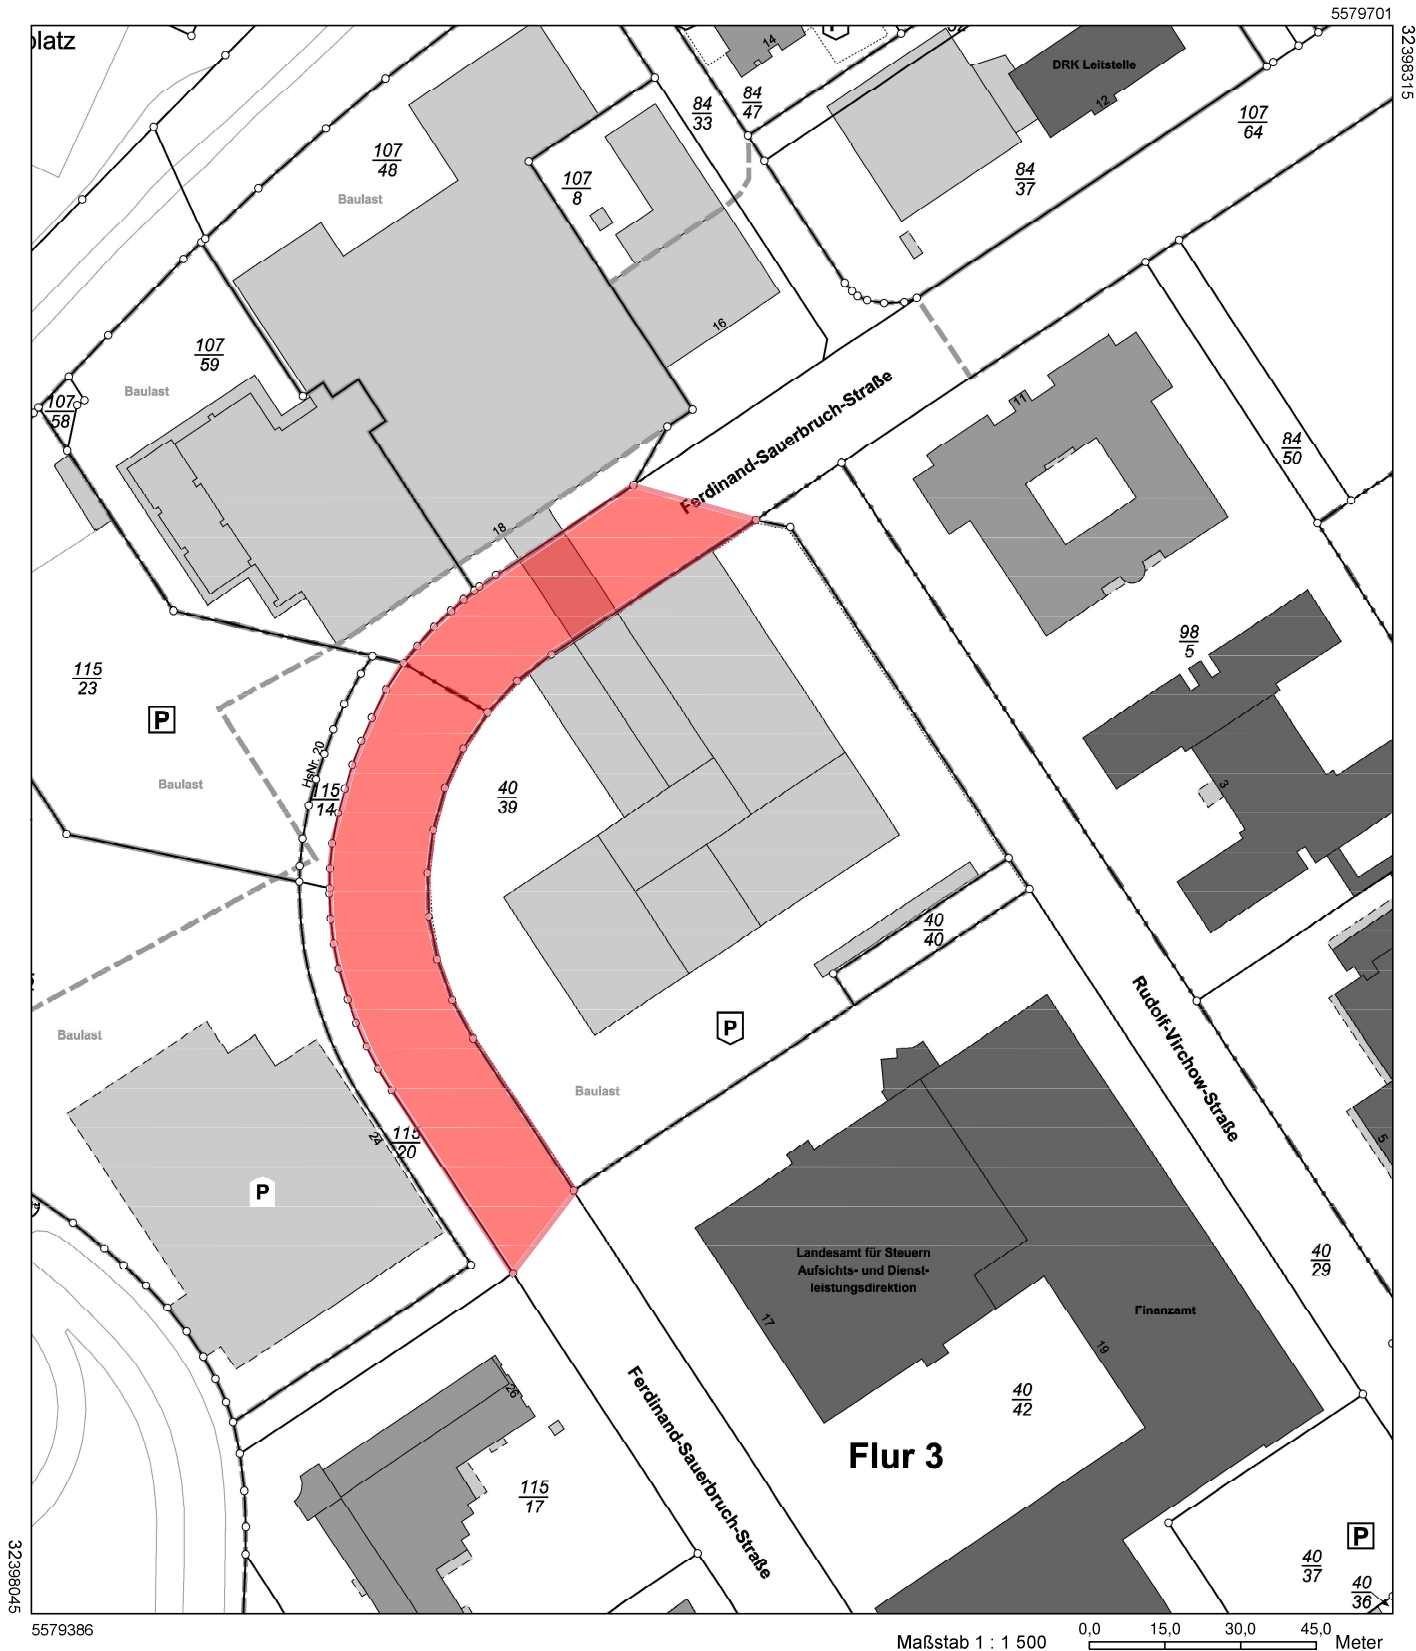 5579701
32398315
platz
14
DRK Leitstelle
12
84
33
84
47
107
64
107
48
Baulast
107
8
84
37
16
107
59
Baulast
107
58
Ferdinand-Sauerbruch-Straße
11
84
50
18
98
5
115
23
P
HsNr. 20
Baulast
115
14
40
39
3
40
40
Rudolf-Virchow-Straße
P
Baulast
Baulast
24
115
20
P
5
Landesamt für Steuern
Aufsichts- und Dienst-
leistungsdirektion
17
Finanzamt
19
40
29
Ferdinand-Sauerbruch-Straße
26
40
42
Flur 3
115
17
P
40
37
40
36
32398045
5579386
Maßstab 1 : 1 500
0,0 15,0 30,0 45,0
Meter